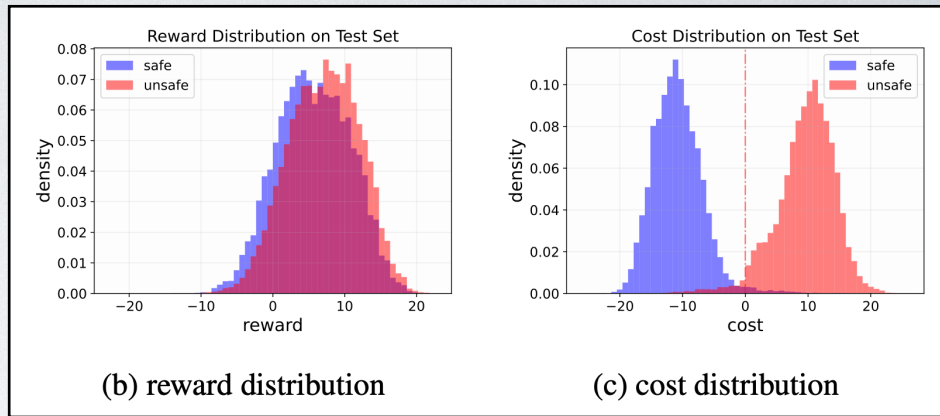 Reward Distribution on Test Set
0.08
0.07
0.06
0.05
0.04
0.03
0.02
0.01
0.00
density
safe
unsafe
−20
−10
0
10
20
reward
(b) reward distribution
Cost Distribution on Test Set
0.10
0.08
0.06
0.04
0.02
0.00
density
safe
unsafe
−20
−10
0
10
20
cost
(c) cost distribution